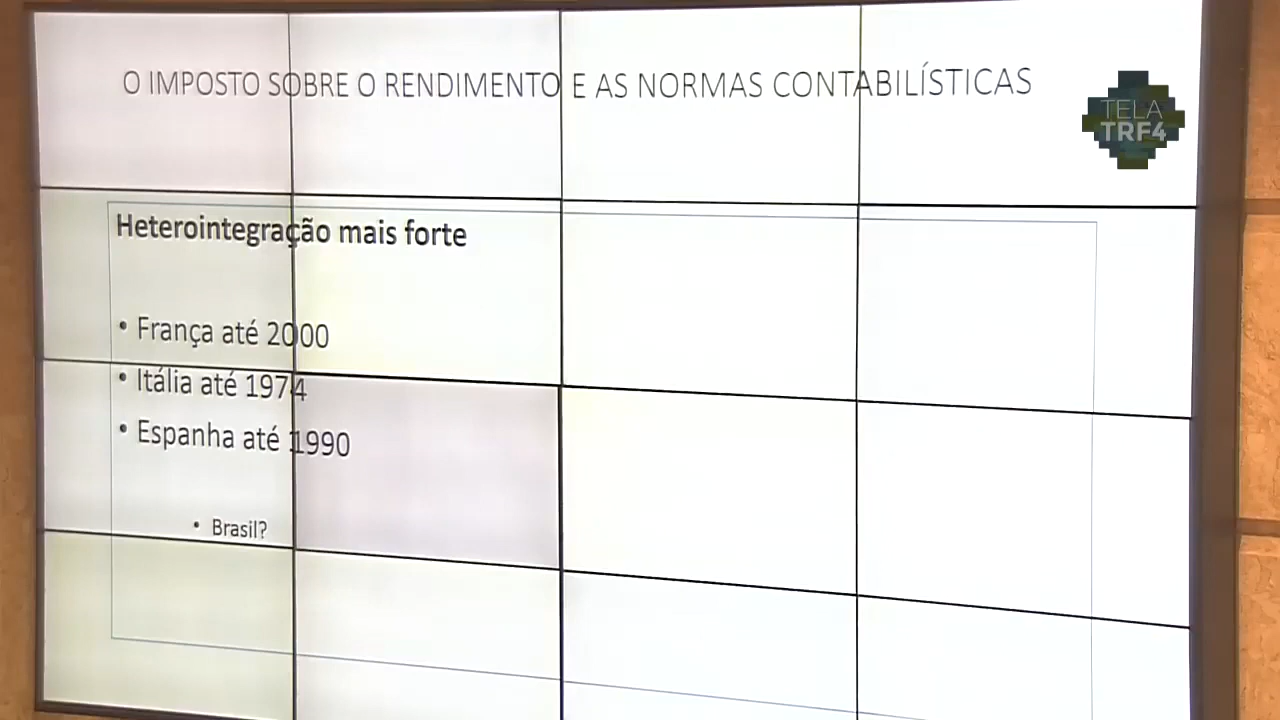 O IMPOSTO SOBRE O RENDIMENTO E AS NORMAS CONTABILÍSTICAS
TELA
TRF4
Heterointegração mais forte
• França até 2000
• Itália até 1974
• Espanha até 1990
• Brasil?